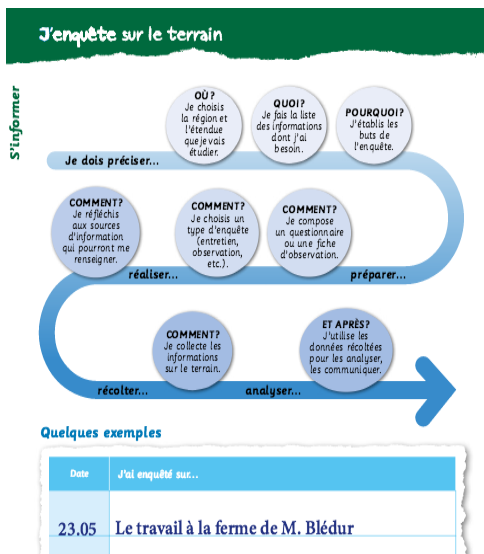 J'enquête sur le terrain
S'informer
OÙ?
Je choisis
la région et
l'étendue
que je vais
étudier.
QUOI?
Je fais la liste
des informations
dont j'ai
besoin.
POURQUOI?
J'établis les
buts de
l'enquête.
Je dois préciser...
COMMENT?
Je réfléchis
aux sources
d'information
qui pourront me
renseigner.
COMMENT?
Je choisis un
type d'enquête
(entretien,
observation,
etc.).
COMMENT?
Je compose
un questionnaire
ou une fiche
d'observation.
réaliser...
préparer...
COMMENT?
Je collecte les
informations
sur le terrain.
ET APRÈS?
J'utilise les
données récoltées
pour les analyser,
les communiquer.
récolter...
analyser...
Quelques exemples
Date
J'ai enquêté sur...
23.05
Le travail à la ferme de M. Blédur